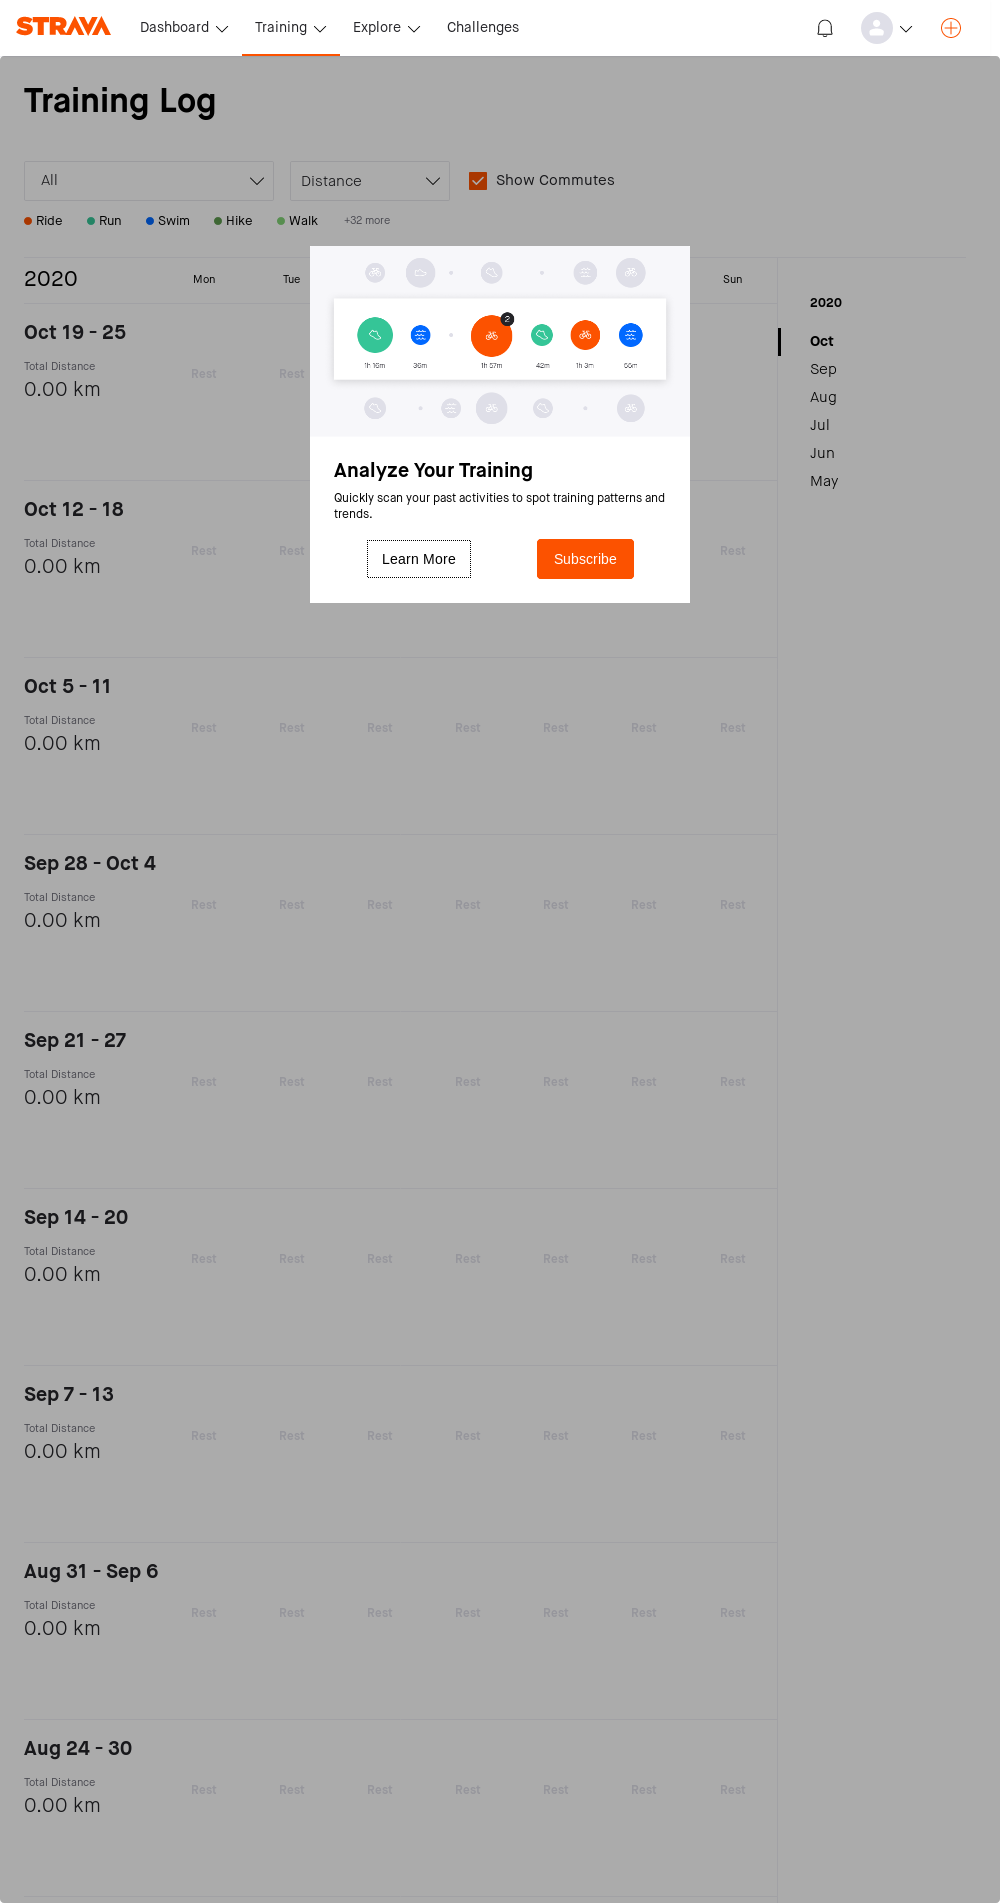 STRAVA Dashboard Training Explore Challenges
Training Log
All Distance Show Commutes
Ride Run Swim Hike Walk +32 more
2020 Mon Tue Sun
2020
Oct
Sep
Aug
Jul
Jun
May
2
1h 16m 36m 1h 57m 42m 1h 3m 55m
Analyze Your Training
Quickly scan your past activities to spot training patterns and
trends.
Learn More Subscribe
Oct 19 - 25
Total Distance
Rest Rest
0.00 km
Oct 12 - 18
Total Distance
Rest Rest Rest
0.00 km
Oct 5 - 11
Total Distance
Rest Rest Rest Rest Rest Rest Rest
0.00 km
Sep 28 - Oct 4
Total Distance
Rest Rest Rest Rest Rest Rest Rest
0.00 km
Sep 21 - 27
Total Distance
Rest Rest Rest Rest Rest Rest Rest
0.00 km
Sep 14 - 20
Total Distance
Rest Rest Rest Rest Rest Rest Rest
0.00 km
Sep 7 - 13
Total Distance
Rest Rest Rest Rest Rest Rest Rest
0.00 km
Aug 31 - Sep 6
Total Distance
Rest Rest Rest Rest Rest Rest Rest
0.00 km
Aug 24 - 30
Total Distance
Rest Rest Rest Rest Rest Rest Rest
0.00 km